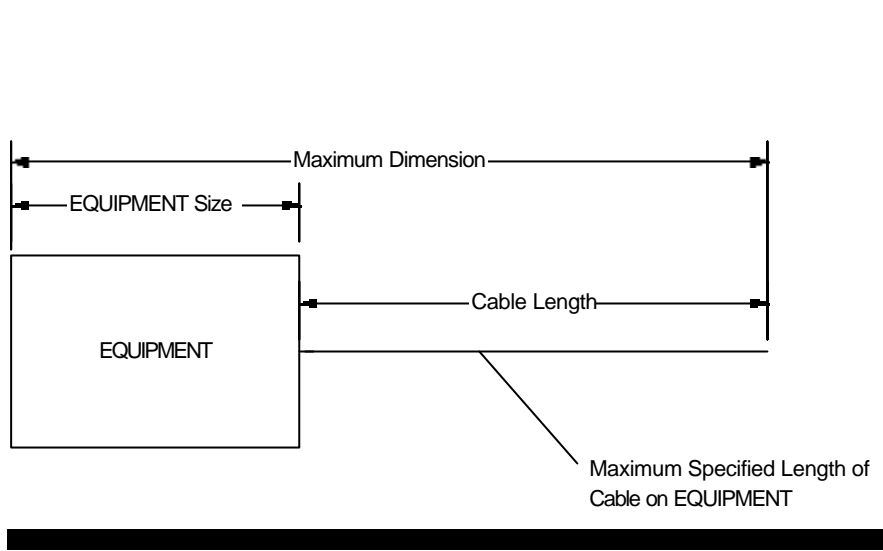 Maximum Dimension
EQUIPMENT Size
Cable Length
EQUIPMENT
Maximum Specified Length of
Cable on EQUIPMENT